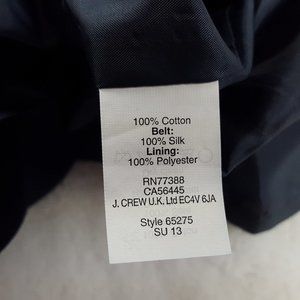 100% Cotton
Belt:
100% Silk
Lining:
100% Polyester
RN77388
CA56445
J. CREW U.K. Ltd EC4V 6JA
Style 65275
SU 13